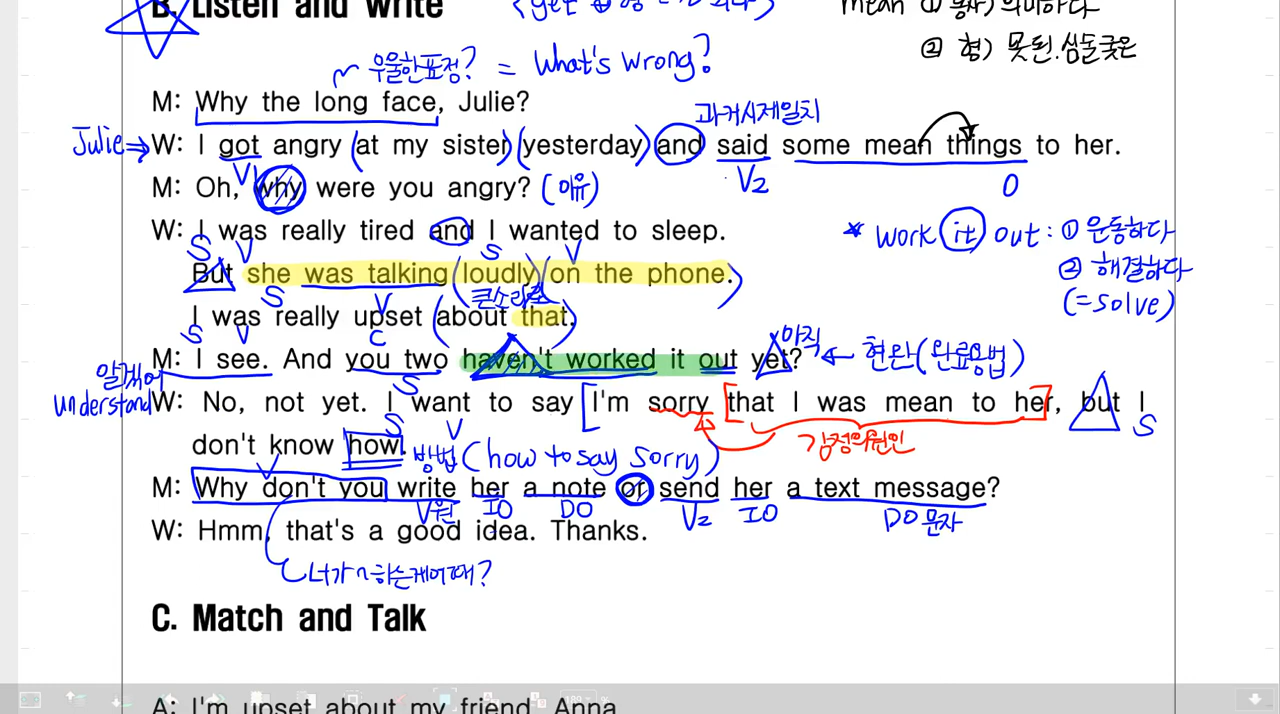 B. Listen and Write
mean ① 동사) 의미하다
② 형) 못된.심술궂은
우울한표정? = What's wrong?
M: Why the long face, Julie?
과거시제일치
Julie ⇒ W: I got angry (at my sister) (yesterday) and said some mean things to her.
V1 V2 O
M: Oh, why were you angry? (이유)
W: I was really tired and I wanted to sleep.
S V S V
* work it out: ① 운동하다
② 해결하다
(=solve)
But she was talking (loudly) (on the phone.)
S V 큰소리로
I was really upset (about that.)
S V C
M: I see. And you two haven't worked it out yet? ← 현완(완료용법)
아직
알겠어 understand
S
W: No, not yet. I want to say [I'm sorry [that I was mean to her], but I
S V 감정의원인 S
don't know how. 방법 (how to say sorry)
V
M: Why don't you write her a note or send her a text message?
V원 IO DO V2 IO DO 문자
W: Hmm, that's a good idea. Thanks.
너가 ~하는게어때?
C. Match and Talk
A: I'm upset about my friend, Anna